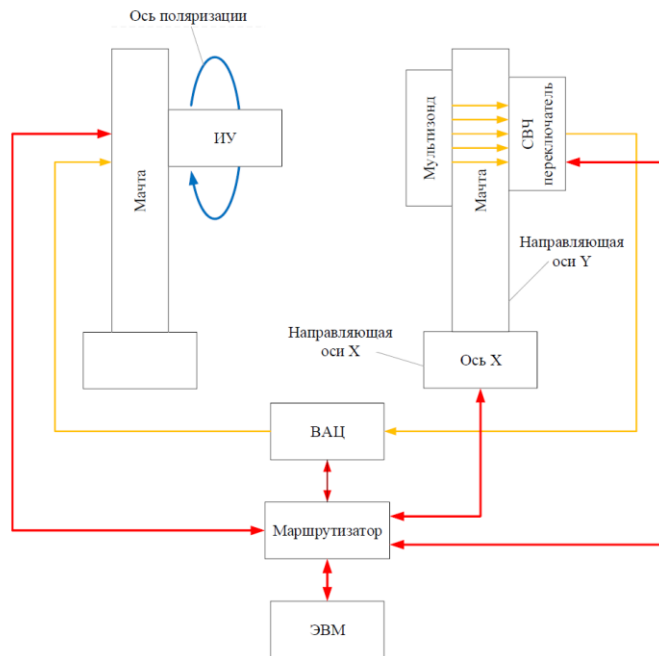 Ось поляризации
ИУ
Мачта
Мультизонд
Мачта
СВЧ
переключатель
Направляющая
оси Y
Направляющая
оси X
Ось X
ВАЦ
Маршрутизатор
ЭВМ